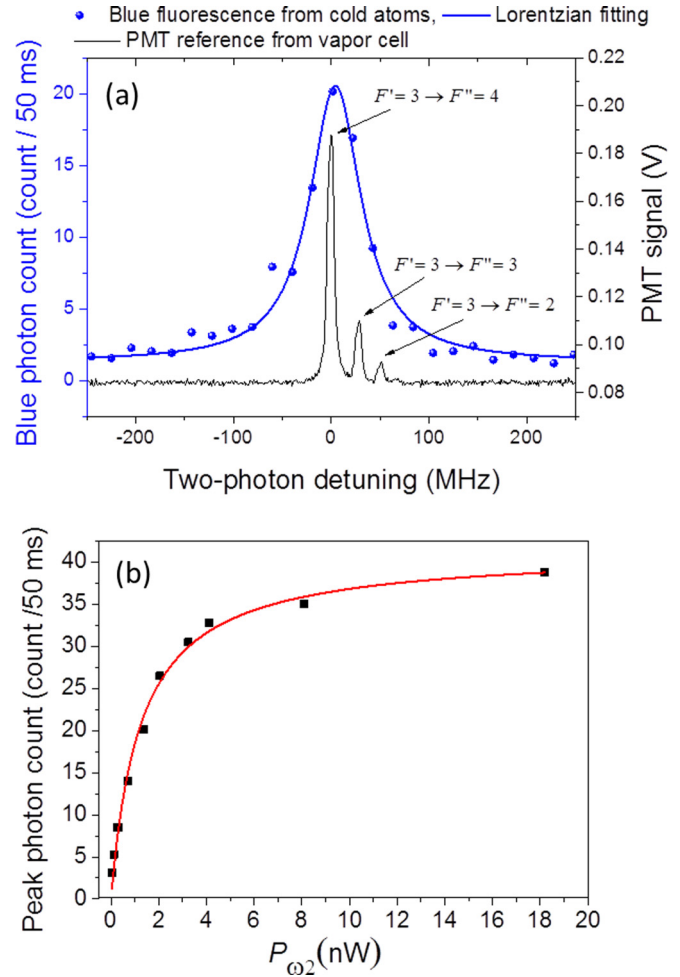 Blue fluorescence from cold atoms, Lorentzian fitting
PMT reference from vapor cell
(a)
F' = 3 → F'' = 4
F' = 3 → F'' = 3
F' = 3 → F'' = 2
Blue photon count (count / 50 ms)
20
15
10
5
0
PMT signal (V)
0.22
0.20
0.18
0.16
0.14
0.12
0.10
0.08
-200 -100 0 100 200
Two-photon detuning (MHz)
(b)
Peak photon count (count /50 ms)
40
35
30
25
20
15
10
5
0
0 2 4 6 8 10 12 14 16 18 20
Pω2(nW)